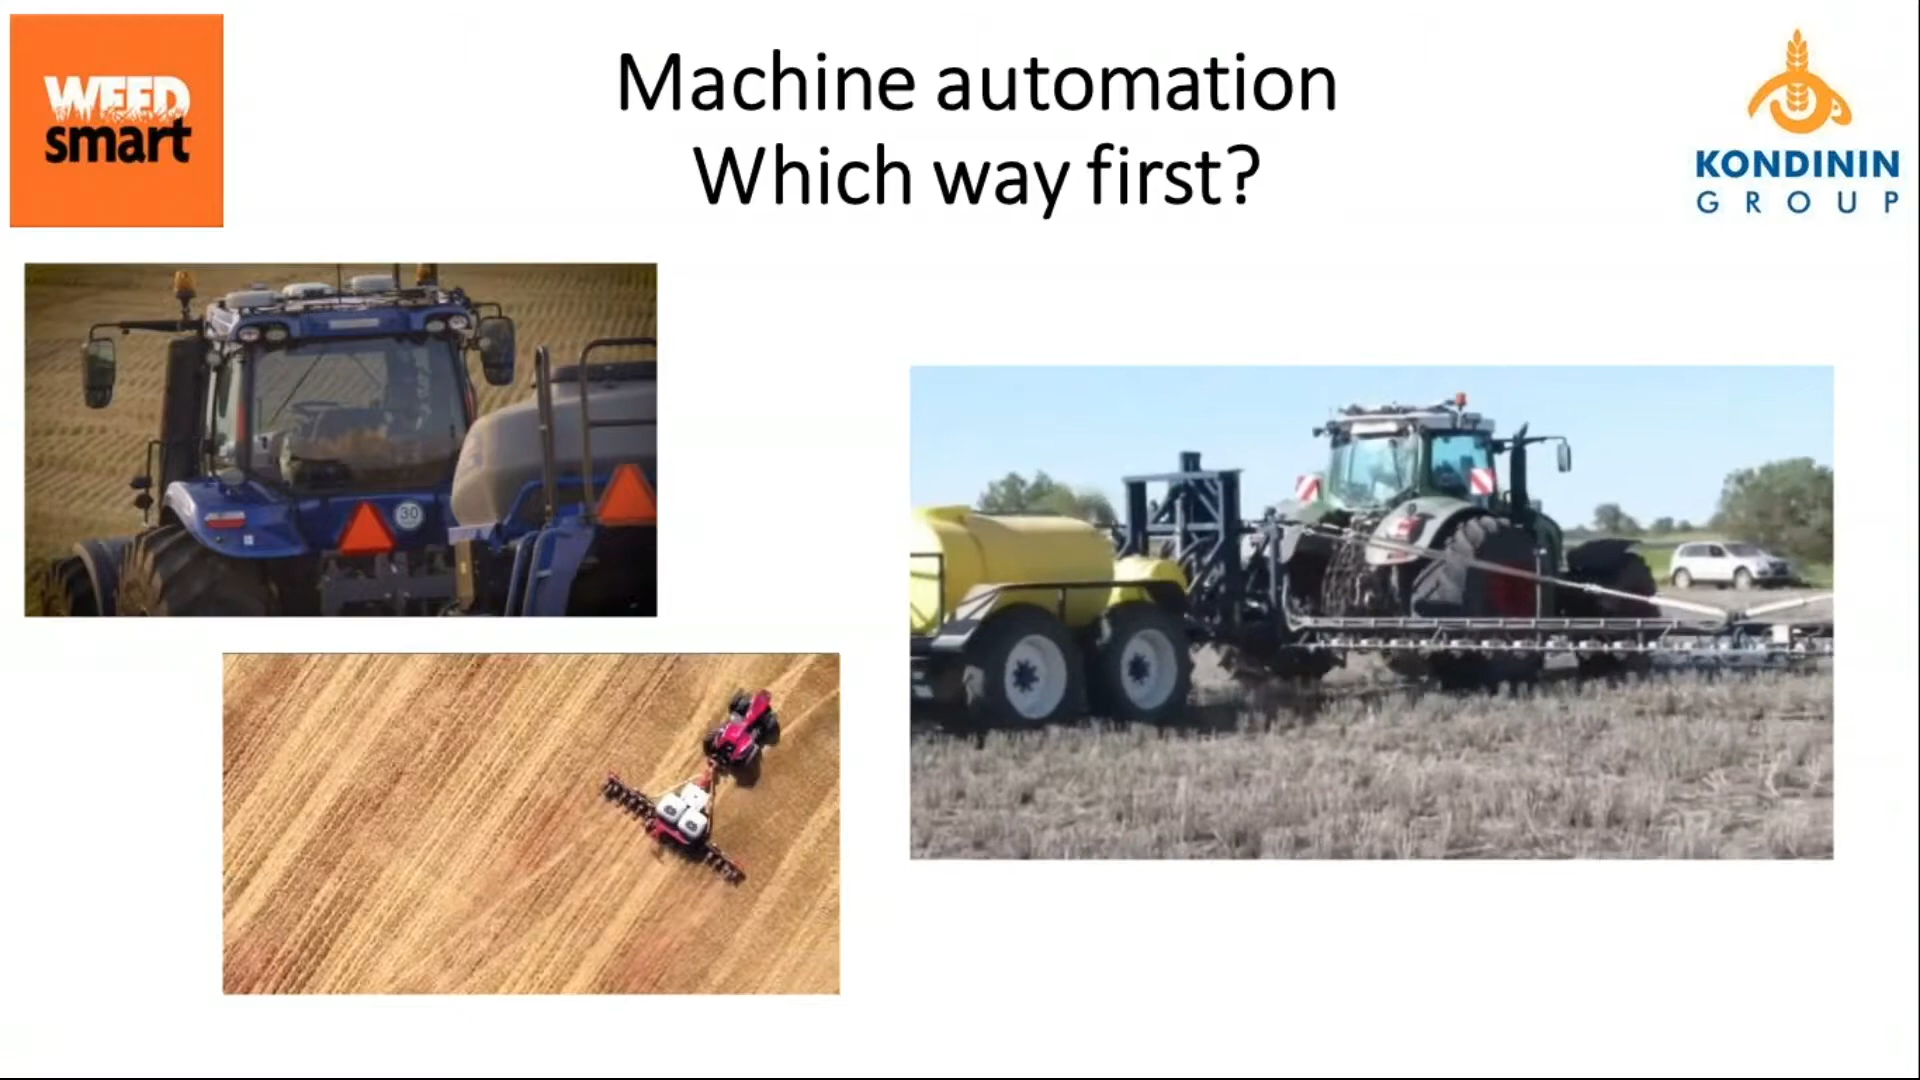 WEED
smart
Machine automation
Which way first?
KONDININ
GROUP
30